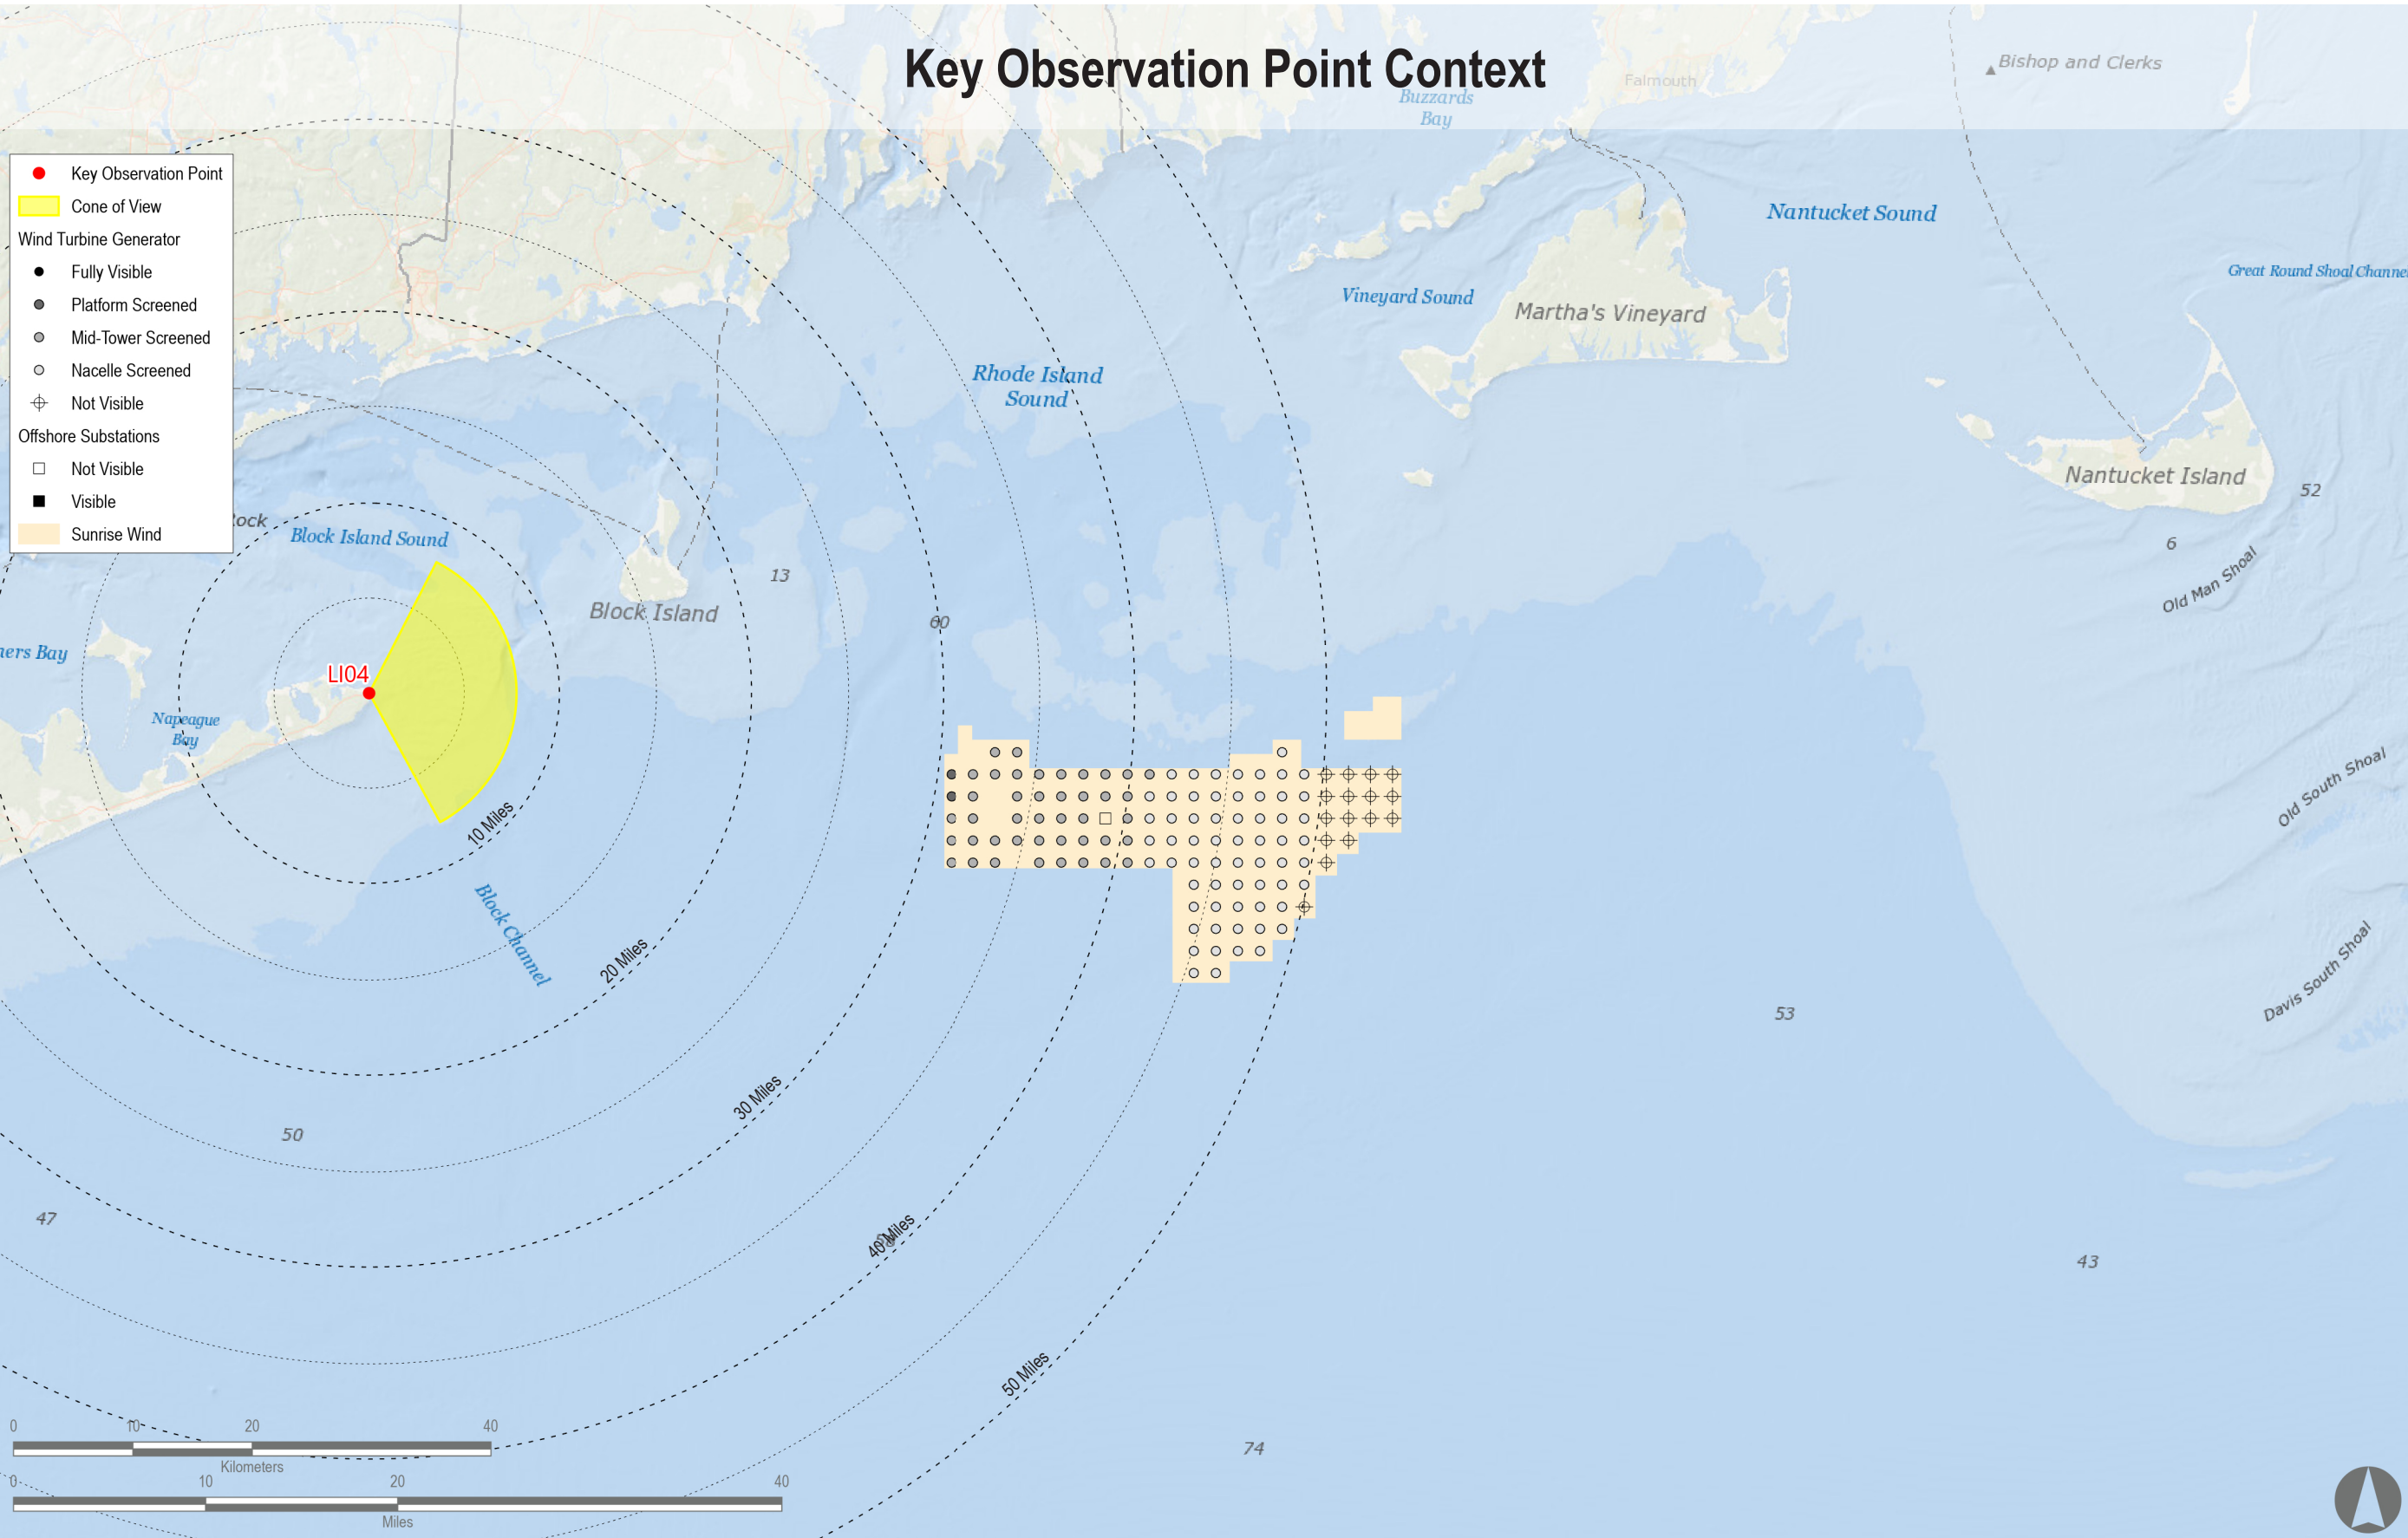 Key Observation Point Context
Bishop and Clerks
Falmouth
Buzzards
Bay
Key Observation Point
Cone of View
Wind Turbine Generator
Fully Visible
Platform Screened
Mid-Tower Screened
Nacelle Screened
Not Visible
Offshore Substations
Not Visible
Visible
Sunrise Wind
Nantucket Sound
Great Round Shoal Channel
Vineyard Sound
Martha's Vineyard
Rhode Island
Sound
Nantucket Island
52
ock
Block Island Sound
6
Old Man Shoal
13
Block Island
60
ners Bay
LI04
Napeague
Bay
10 Miles
Old South Shoal
Block Channel
20 Miles
Davis South Shoal
53
30 Miles
50
47
40 Miles
43
50 Miles
74
0 10 20 40
Kilometers
0 10 20 40
Miles